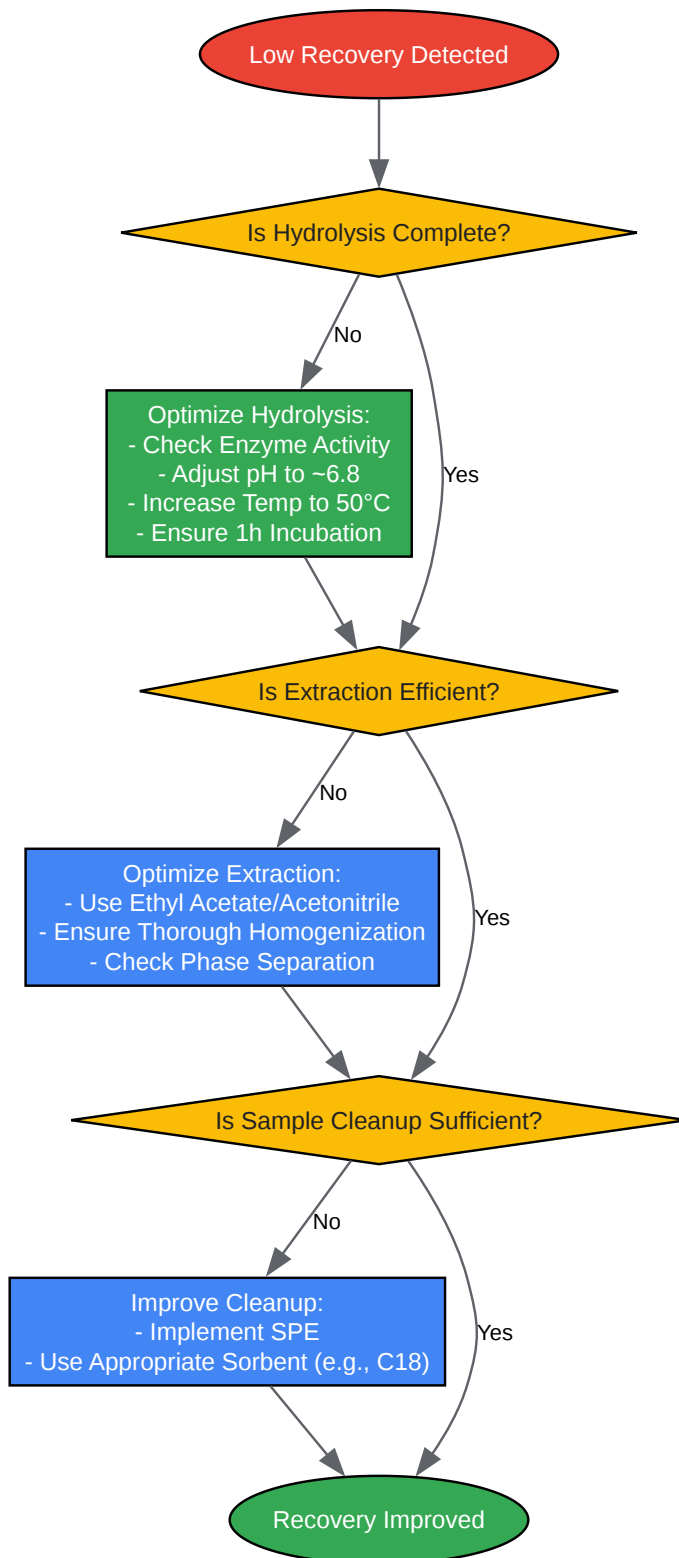 Low Recovery Detected
Is Hydrolysis Complete?
No
Optimize Hydrolysis:
- Check Enzyme Activity
- Adjust pH to ~6.8
- Increase Temp to 50°C
- Ensure 1h Incubation
Yes
Is Extraction Efficient?
No
Optimize Extraction:
- Use Ethyl Acetate/Acetonitrile
- Ensure Thorough Homogenization
- Check Phase Separation
Yes
Is Sample Cleanup Sufficient?
No
Improve Cleanup:
- Implement SPE
- Use Appropriate Sorbent (e.g., C18)
Yes
Recovery Improved